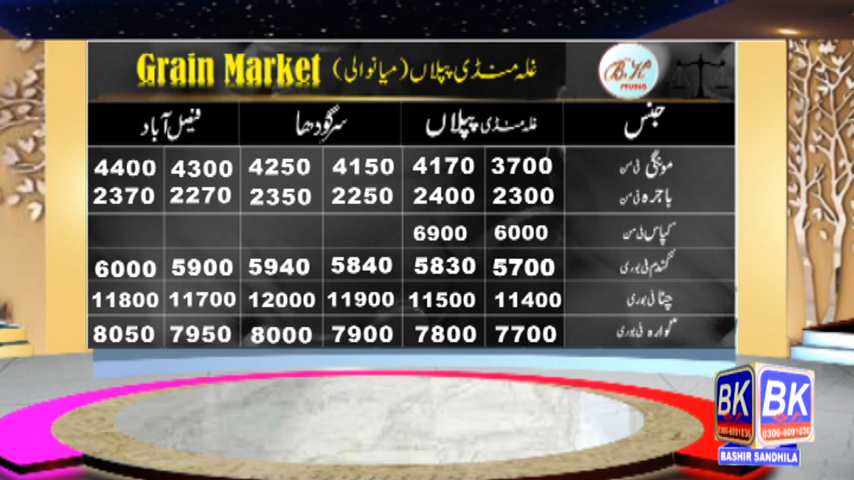 Grain Market غلہ منڈی پپلاں (میانوالی) B.K STUDIO
جنس غلہ منڈی پپلاں سرگودھا فیصل آباد
مونگی فی من 3700 4170 4150 4250 4300 4400
باجرہ فی من 2300 2400 2250 2350 2270 2370
کپاس فی من 6000 6900
گندم فی بوری 5700 5830 5840 5940 5900 6000
چنا فی بوری 11400 11500 11900 12000 11700 11800
گوارہ فی بوری 7700 7800 7900 8000 7950 8050
BK BK
0300-6091036 0300-6091036
BASHIR SANDHILA